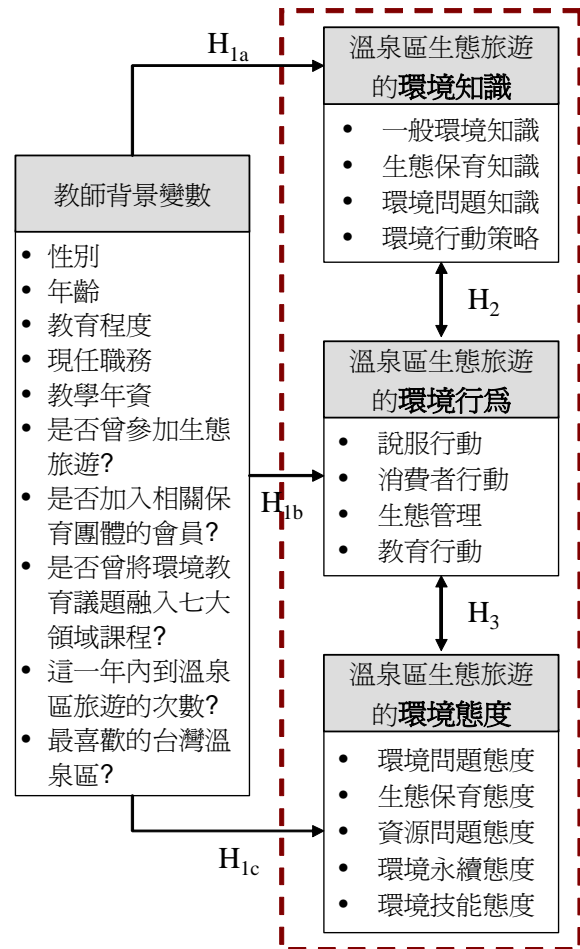 H1a
溫泉區生態旅遊
的環境知識
• 一般環境知識
• 生態保育知識
• 環境問題知識
• 環境行動策略
教師背景變數
• 性別
• 年齡
• 教育程度
• 現任職務
• 教學年資
• 是否曾參加生態
旅遊?
• 是否加入相關保
育團體的會員?
• 是否曾將環境教
育議題融入七大
領域課程?
• 這一年內到溫泉
區旅遊的次數?
• 最喜歡的台灣溫
泉區?
H2
溫泉區生態旅遊
的環境行為
• 說服行動
• 消費者行動
• 生態管理
• 教育行動
H1b
H3
溫泉區生態旅遊
的環境態度
• 環境問題態度
• 生態保育態度
• 資源問題態度
• 環境永續態度
• 環境技能態度
H1c